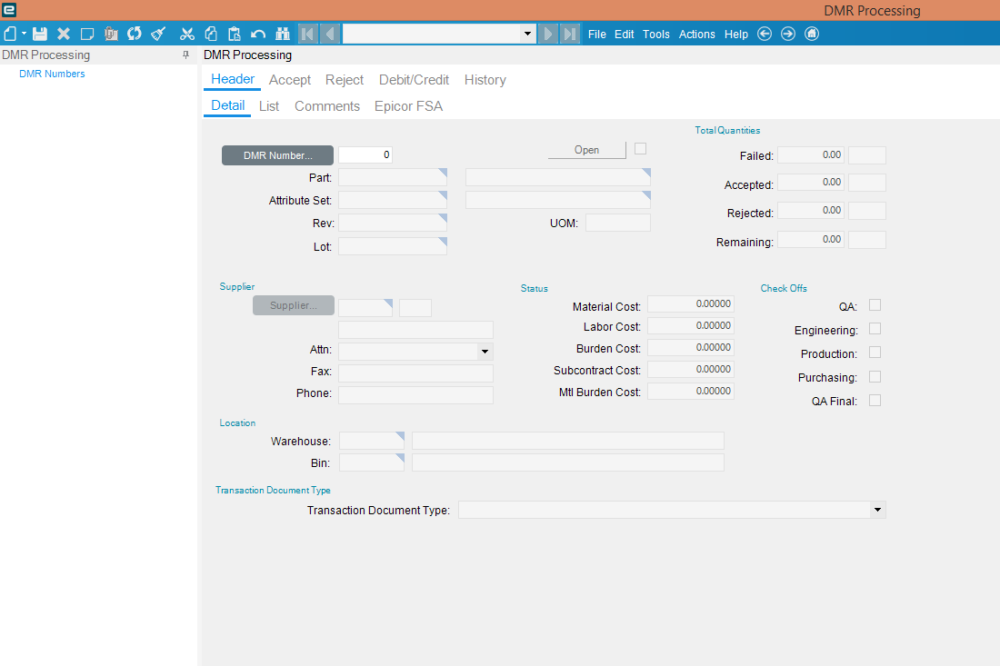 DMR Processing
File Edit Tools Actions Help
DMR Processing
DMR Numbers
DMR Processing
Header Accept Reject Debit/Credit History
Detail List Comments Epicor FSA
Total Quantities
DMR Number... 0 Open
Failed: 0.00
Part:
Accepted: 0.00
Attribute Set:
Rejected: 0.00
Rev: UOM:
Remaining: 0.00
Lot:
Supplier
Supplier...
Attn:
Fax:
Phone:
Status
Material Cost: 0.00000
Labor Cost: 0.00000
Burden Cost: 0.00000
Subcontract Cost: 0.00000
Mtl Burden Cost: 0.00000
Check Offs
QA:
Engineering:
Production:
Purchasing:
QA Final:
Location
Warehouse:
Bin:
Transaction Document Type
Transaction Document Type: